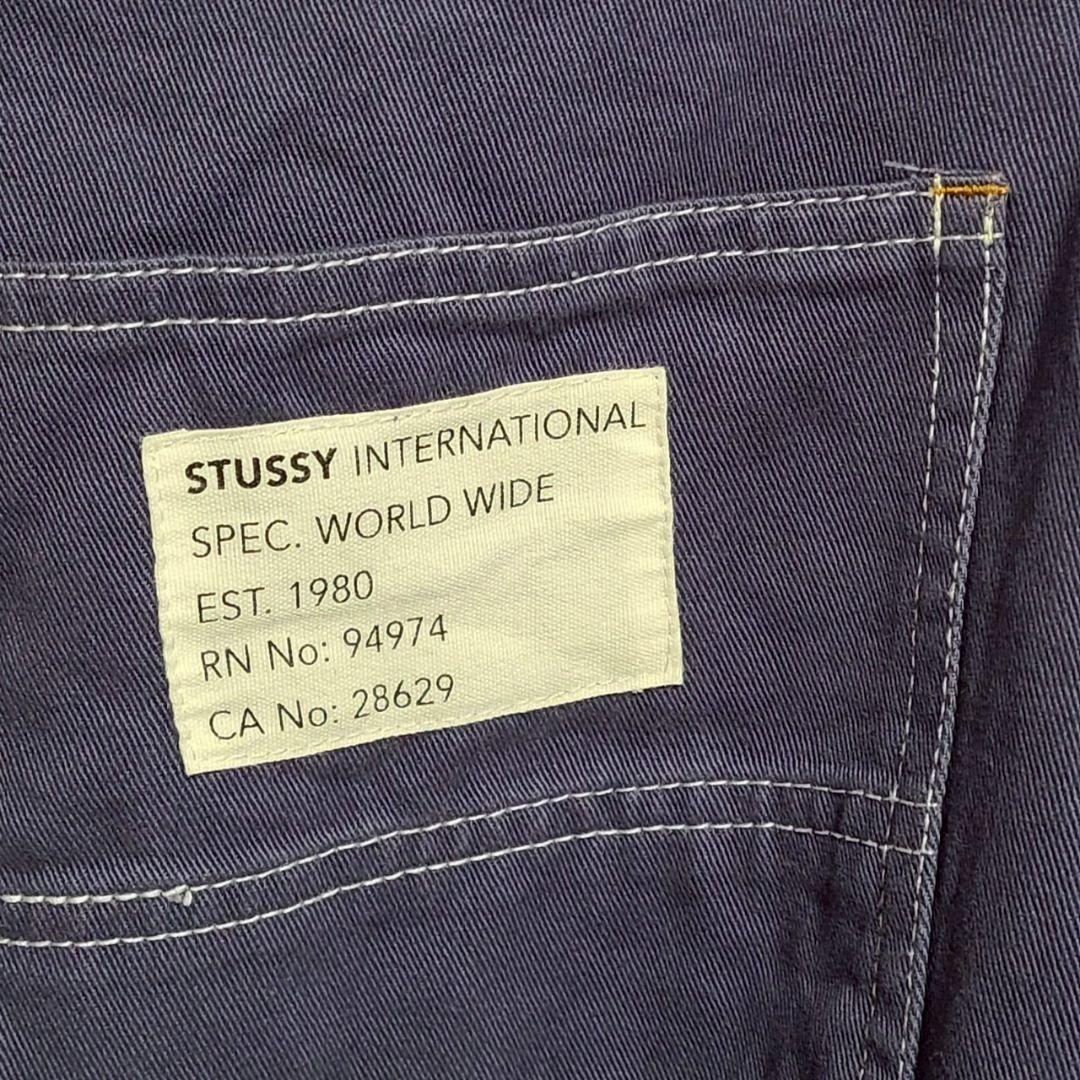 STUSSY INTERNATIONAL
SPEC. WORLD WIDE
EST. 1980
RN No: 94974
CA No: 28629